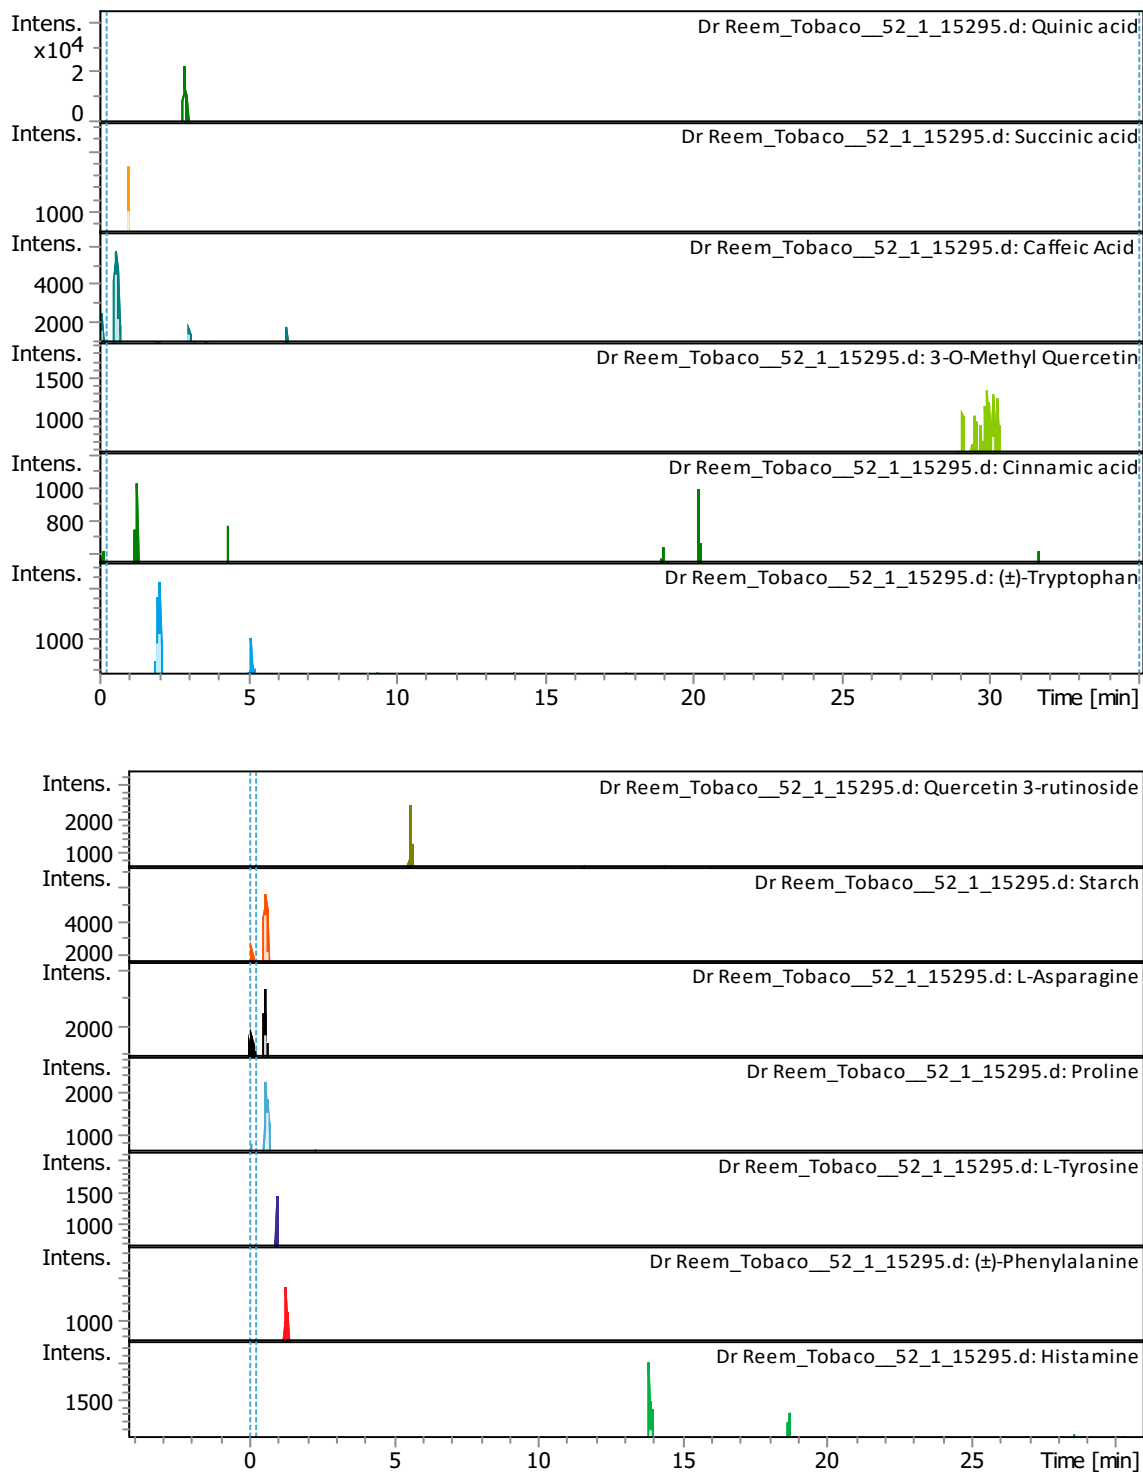 Intens.
x10⁴
Dr Reem_Tobaco__52_1_15295.d: Quinic acid
2
0
Intens.
Dr Reem_Tobaco__52_1_15295.d: Succinic acid
1000
Intens.
Dr Reem_Tobaco__52_1_15295.d: Caffeic Acid
4000
2000
Intens.
Dr Reem_Tobaco__52_1_15295.d: 3-O-Methyl Quercetin
1500
1000
Intens.
Dr Reem_Tobaco__52_1_15295.d: Cinnamic acid
1000
800
Intens.
Dr Reem_Tobaco__52_1_15295.d: (±)-Tryptophan
1000
0 5 10 15 20 25 30 Time [min]
Intens.
Dr Reem_Tobaco__52_1_15295.d: Quercetin 3-rutinoside
2000
1000
Intens.
Dr Reem_Tobaco__52_1_15295.d: Starch
4000
2000
Intens.
Dr Reem_Tobaco__52_1_15295.d: L-Asparagine
2000
Intens.
Dr Reem_Tobaco__52_1_15295.d: Proline
2000
1000
Intens.
Dr Reem_Tobaco__52_1_15295.d: L-Tyrosine
1500
1000
Intens.
Dr Reem_Tobaco__52_1_15295.d: (±)-Phenylalanine
1000
Intens.
Dr Reem_Tobaco__52_1_15295.d: Histamine
1500
0 5 10 15 20 25 Time [min]